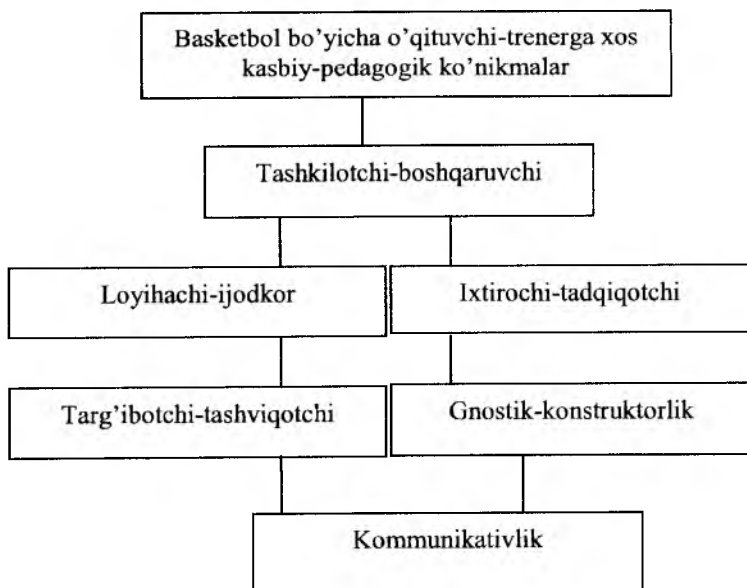 Basketbol bo'yicha o'qituvchi-trenerga xos
kasbiy-pedagogik ko'nikmalar
Tashkilotchi-boshqaruvchi
Loyihachi-ijodkor
Ixtirochi-tadqiqotchi
Targ'ibotchi-tashviqotchi
Gnostik-konstruktorlik
Kommunikativlik